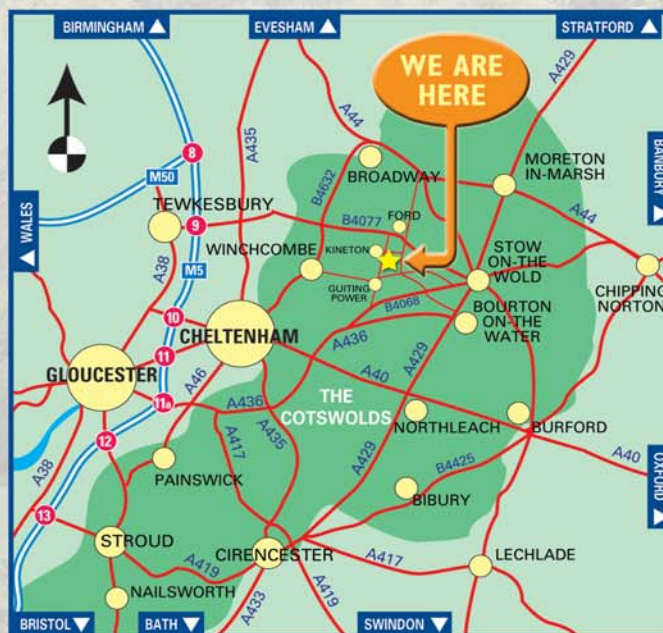 BIRMINGHAM
EVESHAM
STRATFORD
WE ARE
HERE
A429
A44
A435
8
M50
BROADWAY
MORETON
IN-MARSH
BANBURY
TEWKESBURY
B4632
FORD
A44
WALES
9
B4077
KINETON
STOW
ON-THE
WOLD
A38
M5
WINCHCOMBE
GUITING
POWER
CHIPPING
NORTON
B4068
10
CHELTENHAM
BOURTON
ON-THE
WATER
A436
11
GLOUCESTER
A46
A40
A429
11a
A436
THE
COTSWOLDS
NORTHLEACH
BURFORD
12
A417
A435
A40
A38
PAINSWICK
A429
B4425
OXFORD
BIBURY
13
STROUD
CIRENCESTER
A417
LECHLADE
A419
NAILSWORTH
A433
A419
BRISTOL
BATH
SWINDON